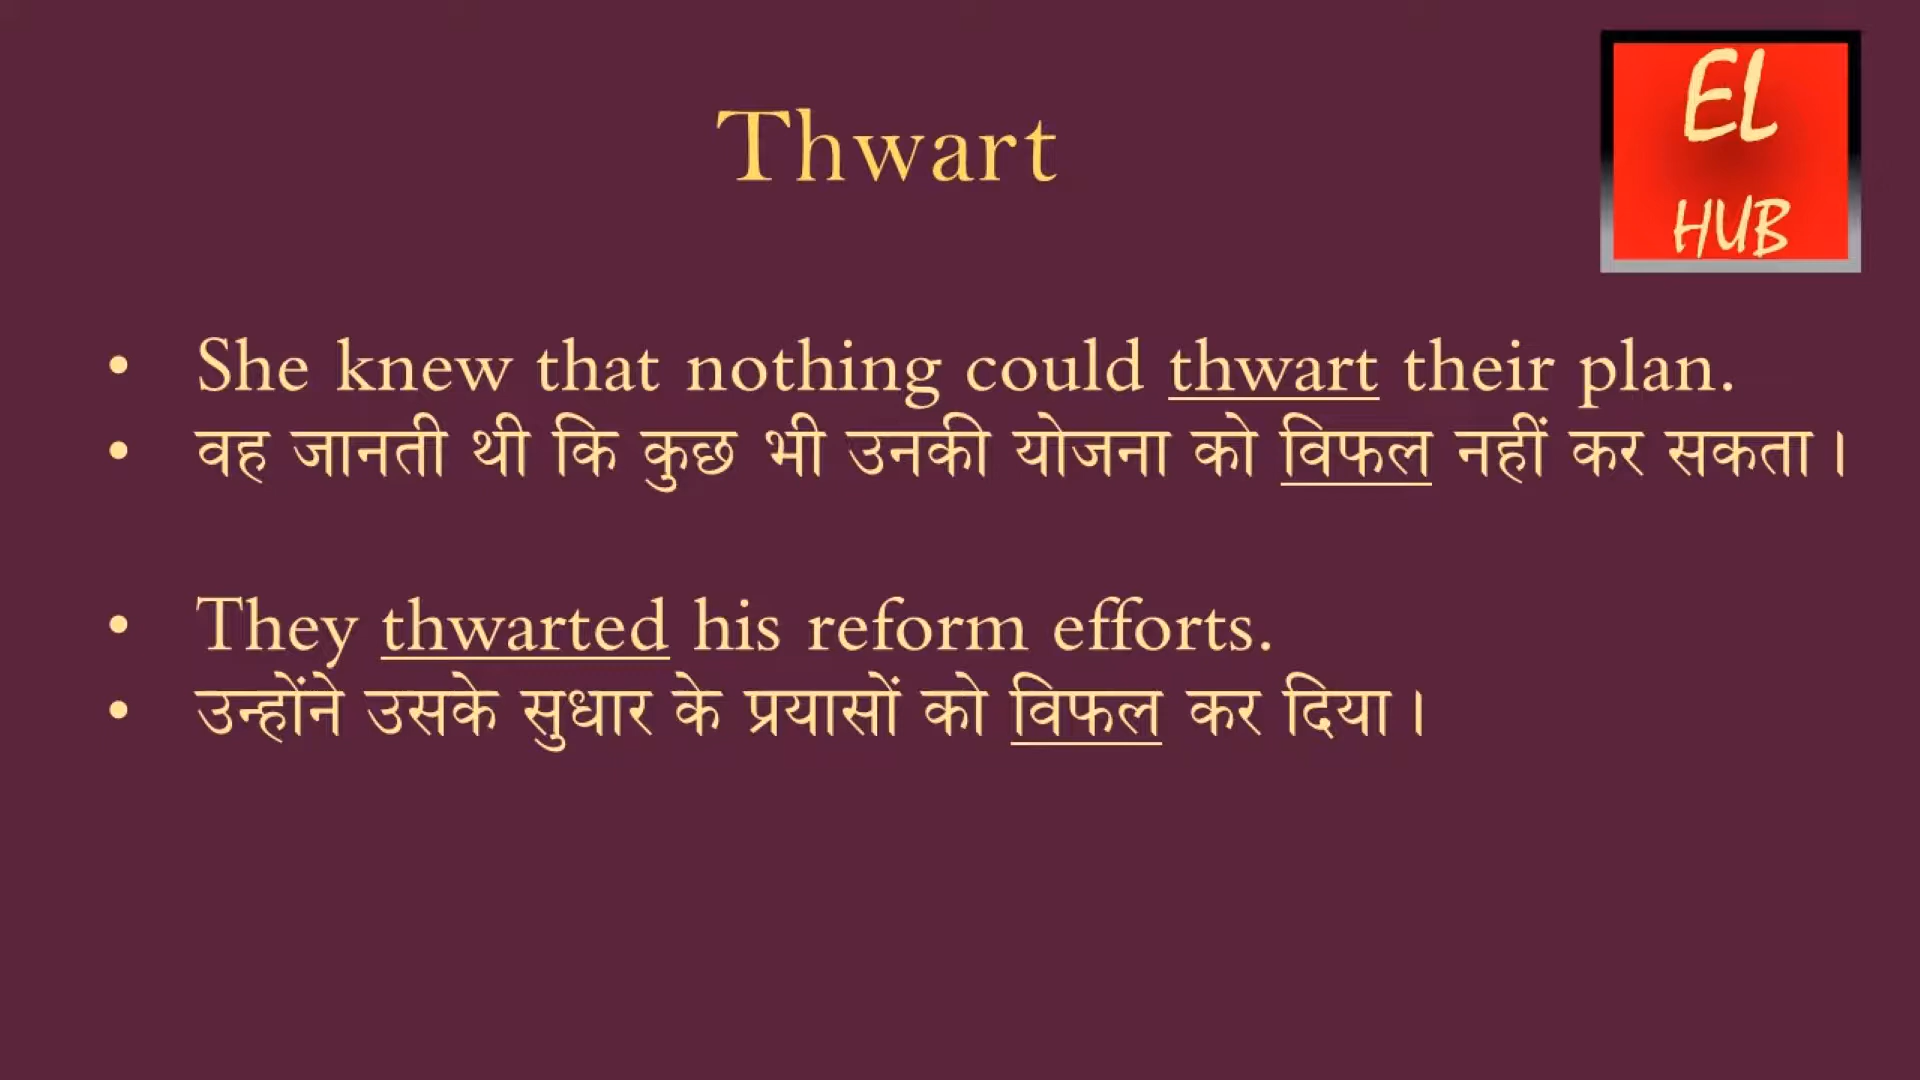 EL
HUB
Thwart
• She knew that nothing could thwart their plan.
• वह जानती थी कि कुछ भी उनकी योजना को विफल नहीं कर सकता।
• They thwarted his reform efforts.
• उन्होंने उसके सुधार के प्रयासों को विफल कर दिया।